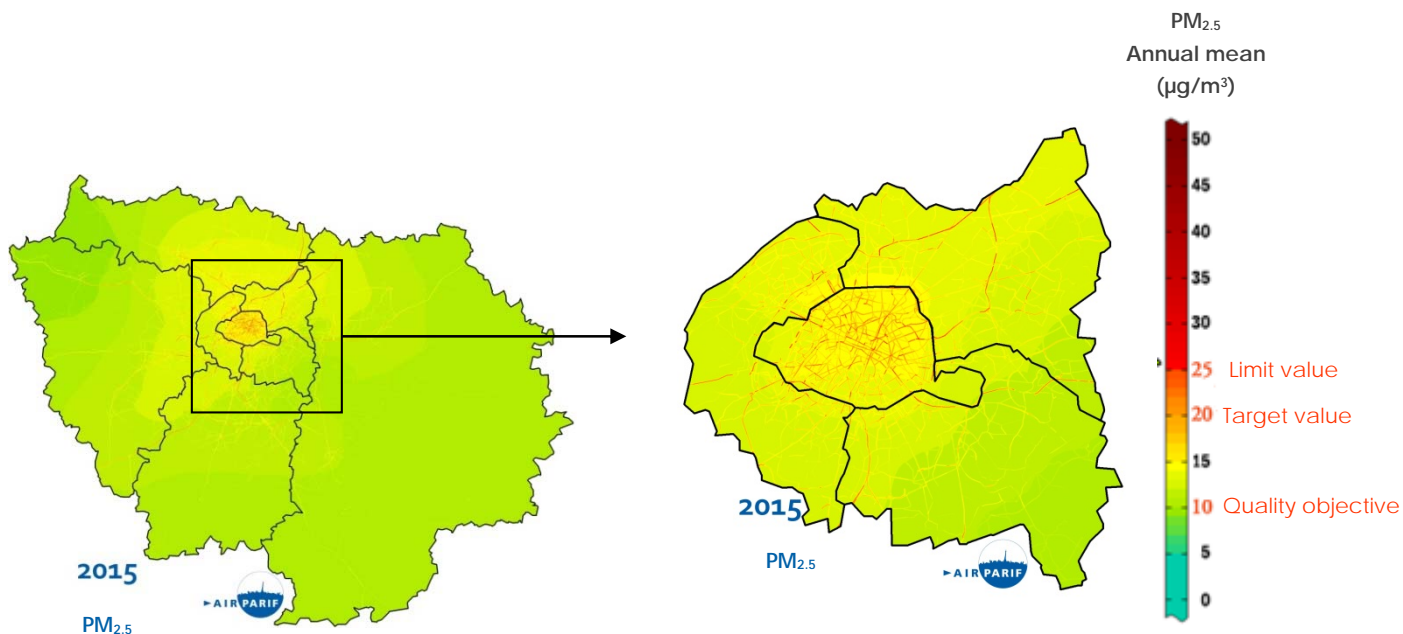 PM2.5
Annual mean
(µg/m³)
50
45
40
35
30
25 Limit value
20 Target value
15
10 Quality objective
5
0
2015
PM2.5
AIRPARIF
2015
PM2.5
AIRPARIF